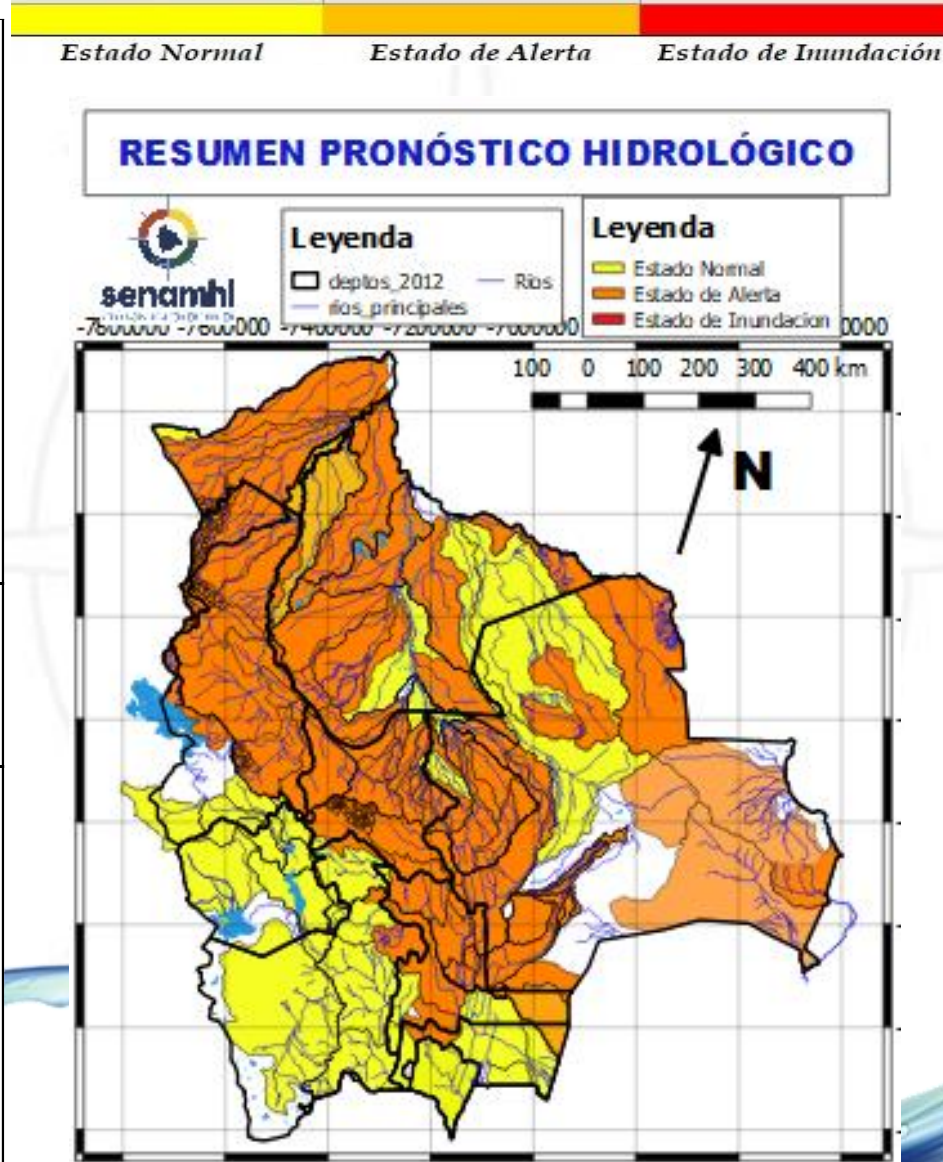 Estado Normal Estado de Alerta Estado de Inundación
RESUMEN PRONÓSTICO HIDROLÓGICO
senamhi
Leyenda
deptos_2012 Rios
rios_principales
Leyenda
Estado Normal
Estado de Alerta
Estado de Inundacion
-7800000 -7600000 -7400000 -7200000 -7000000
100 0 100 200 300 400 km
N